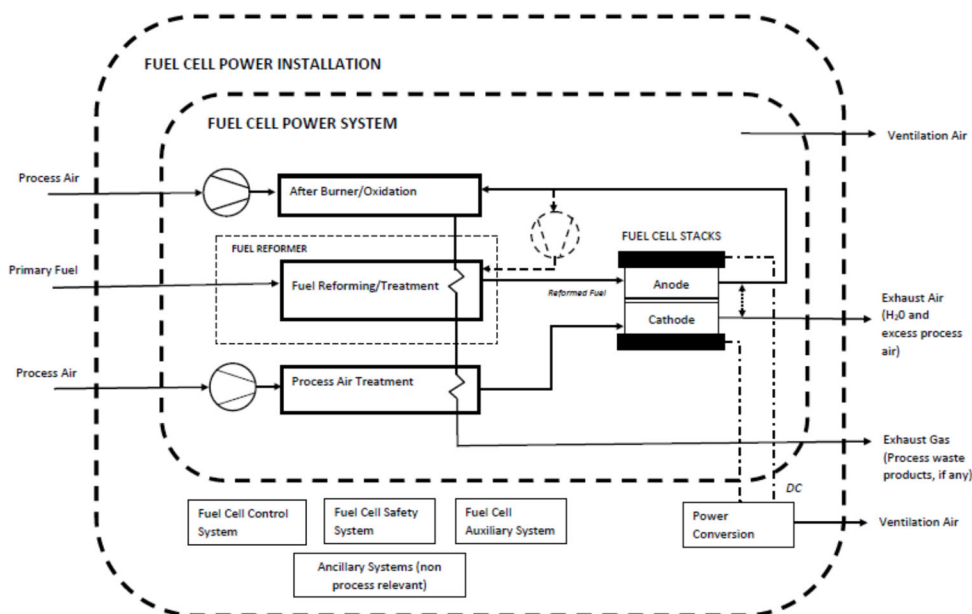 FUEL CELL POWER INSTALLATION
FUEL CELL POWER SYSTEM
Ventilation Air
Process Air
After Burner/Oxidation
FUEL REFORMER
FUEL CELL STACKS
Primary Fuel
Fuel Reforming/Treatment
Reformed Fuel
Anode
Cathode
Exhaust Air
(H₂0 and
excess process
air)
Process Air
Process Air Treatment
Exhaust Gas
(Process waste
products, if any)
DC
Fuel Cell Control
System
Fuel Cell Safety
System
Fuel Cell
Auxiliary System
Power
Conversion
Ventilation Air
Ancillary Systems (non
process relevant)